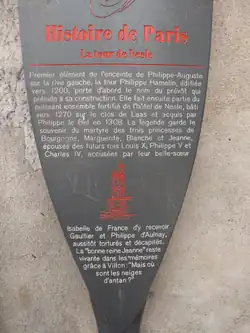 Histoire de Paris
La tour de Nesle
Premier élément de l'enceinte de Philippe-Auguste
sur la rive gauche, la tour Philippe Hamelin, édifiée
vers 1200, porte d'abord le nom du prévôt qui
préside à sa construction. Elle fait ensuite partie du
puissant ensemble fortifié de l'hôtel de Nesle, bâti
vers 1270 sur le clos de Laas et acquis par
Philippe le Bel en 1308. La légende garde le
souvenir du martyre des trois princesses de
Bourgogne, Marguerite, Blanche et Jeanne,
épouses des futurs rois Louis X, Philippe V et
Charles IV, accusées par leur belle-sœur
Isabelle de France d'y recevoir
Gaultier et Philippe d'Aulnay,
aussitôt torturés et décapités.
La "bonne reine Jeanne" reste
vivante dans les mémoires
grâce à Villon: "Mais où
sont les neiges
d'antan ?"